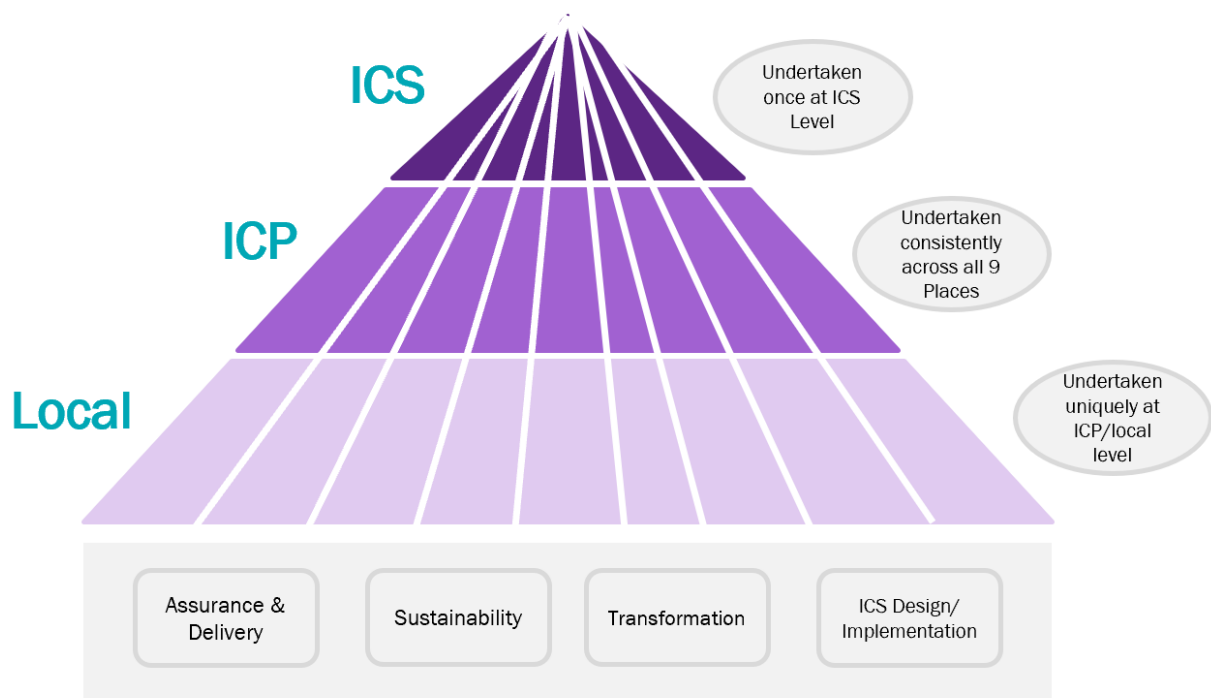 ICS
Undertaken
once at ICS
Level
ICP
Undertaken
consistently
across all 9
Places
Local
Undertaken
uniquely at
ICP/local
level
Assurance &
Delivery
Sustainability
Transformation
ICS Design/
Implementation